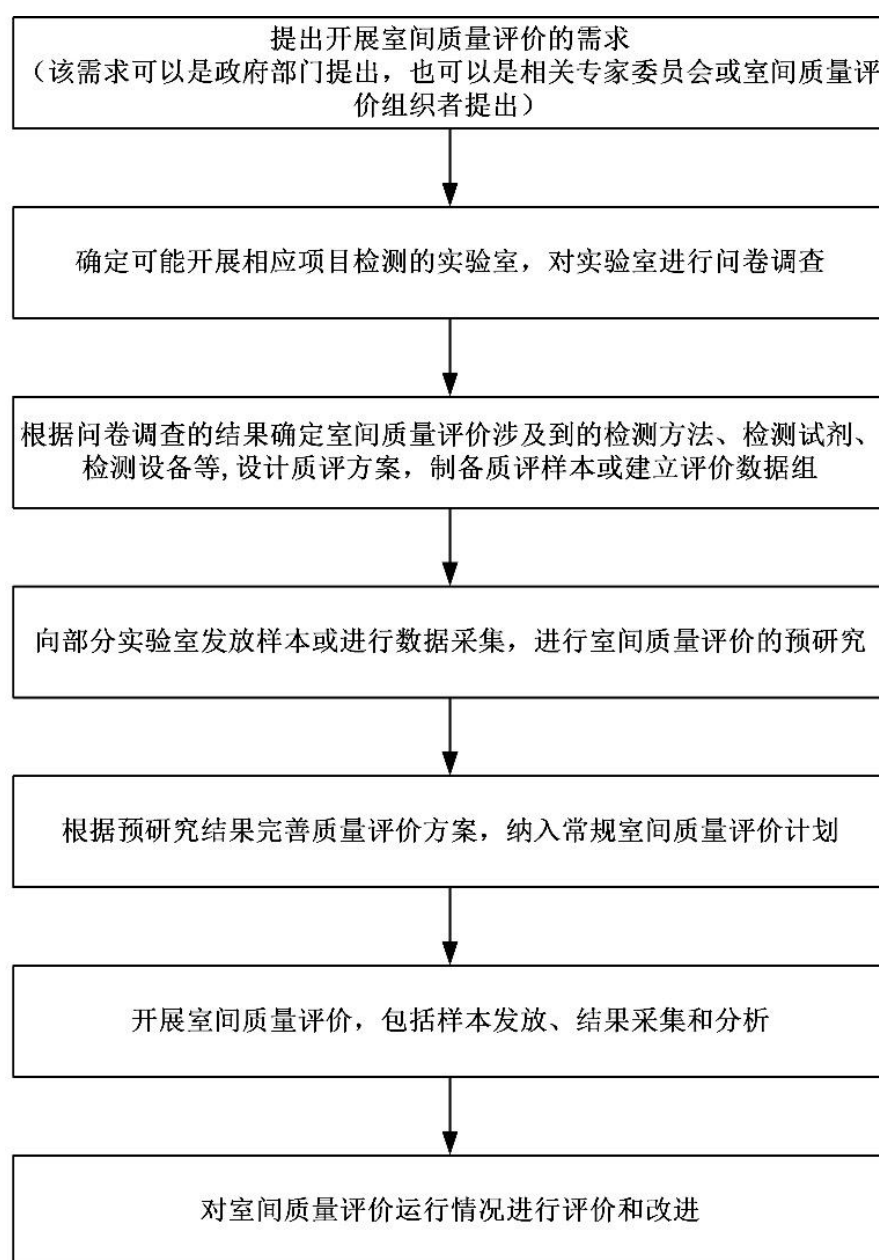 提出开展室间质量评价的需求
（该需求可以是政府部门提出，也可以是相关专家委员会或室间质量评
价组织者提出）
确定可能开展相应项目检测的实验室，对实验室进行问卷调查
根据问卷调查的结果确定室间质量评价涉及到的检测方法、检测试剂、
检测设备等,设计质评方案，制备质评样本或建立评价数据组
向部分实验室发放样本或进行数据采集，进行室间质量评价的预研究
根据预研究结果完善质量评价方案，纳入常规室间质量评价计划
开展室间质量评价，包括样本发放、结果采集和分析
对室间质量评价运行情况进行评价和改进